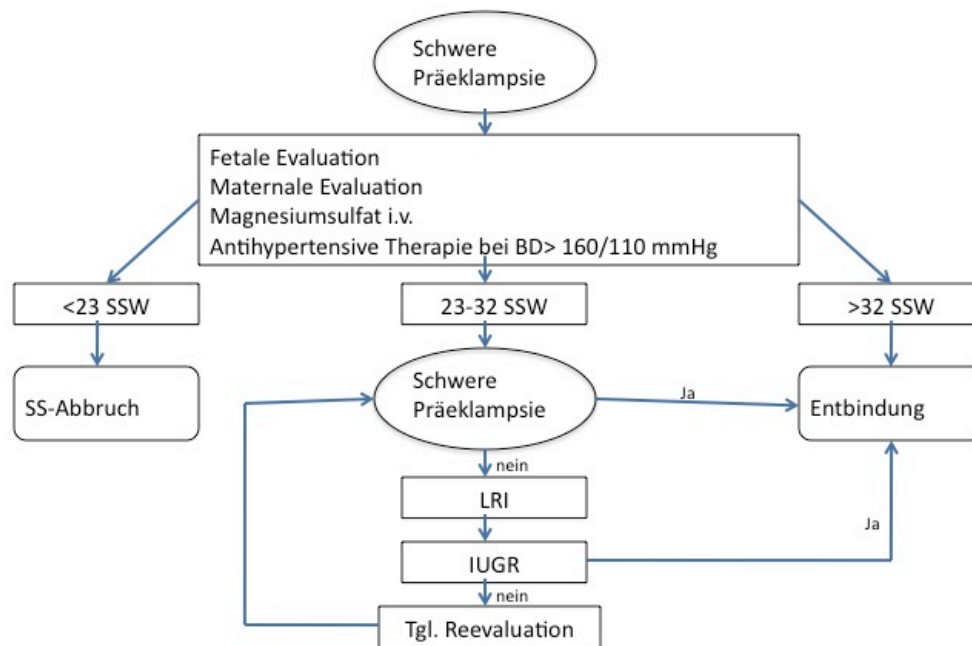 Schwere
Präeklampsie
Fetale Evaluation
Maternale Evaluation
Magnesiumsulfat i.v.
Antihypertensive Therapie bei BD> 160/110 mmHg
<23 SSW
23-32 SSW
>32 SSW
SS-Abbruch
Schwere
Präeklampsie
Ja
Entbindung
nein
LRI
Ja
IUGR
nein
Tgl. Reevaluation